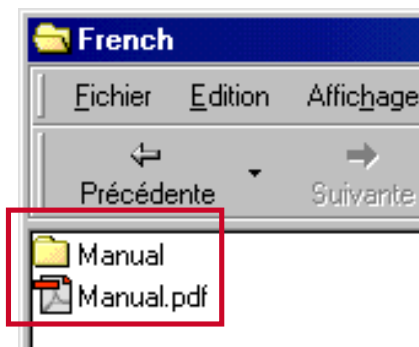 French
Fichier Edition Affichage
Précédente Suivante
Manual
Manual.pdf